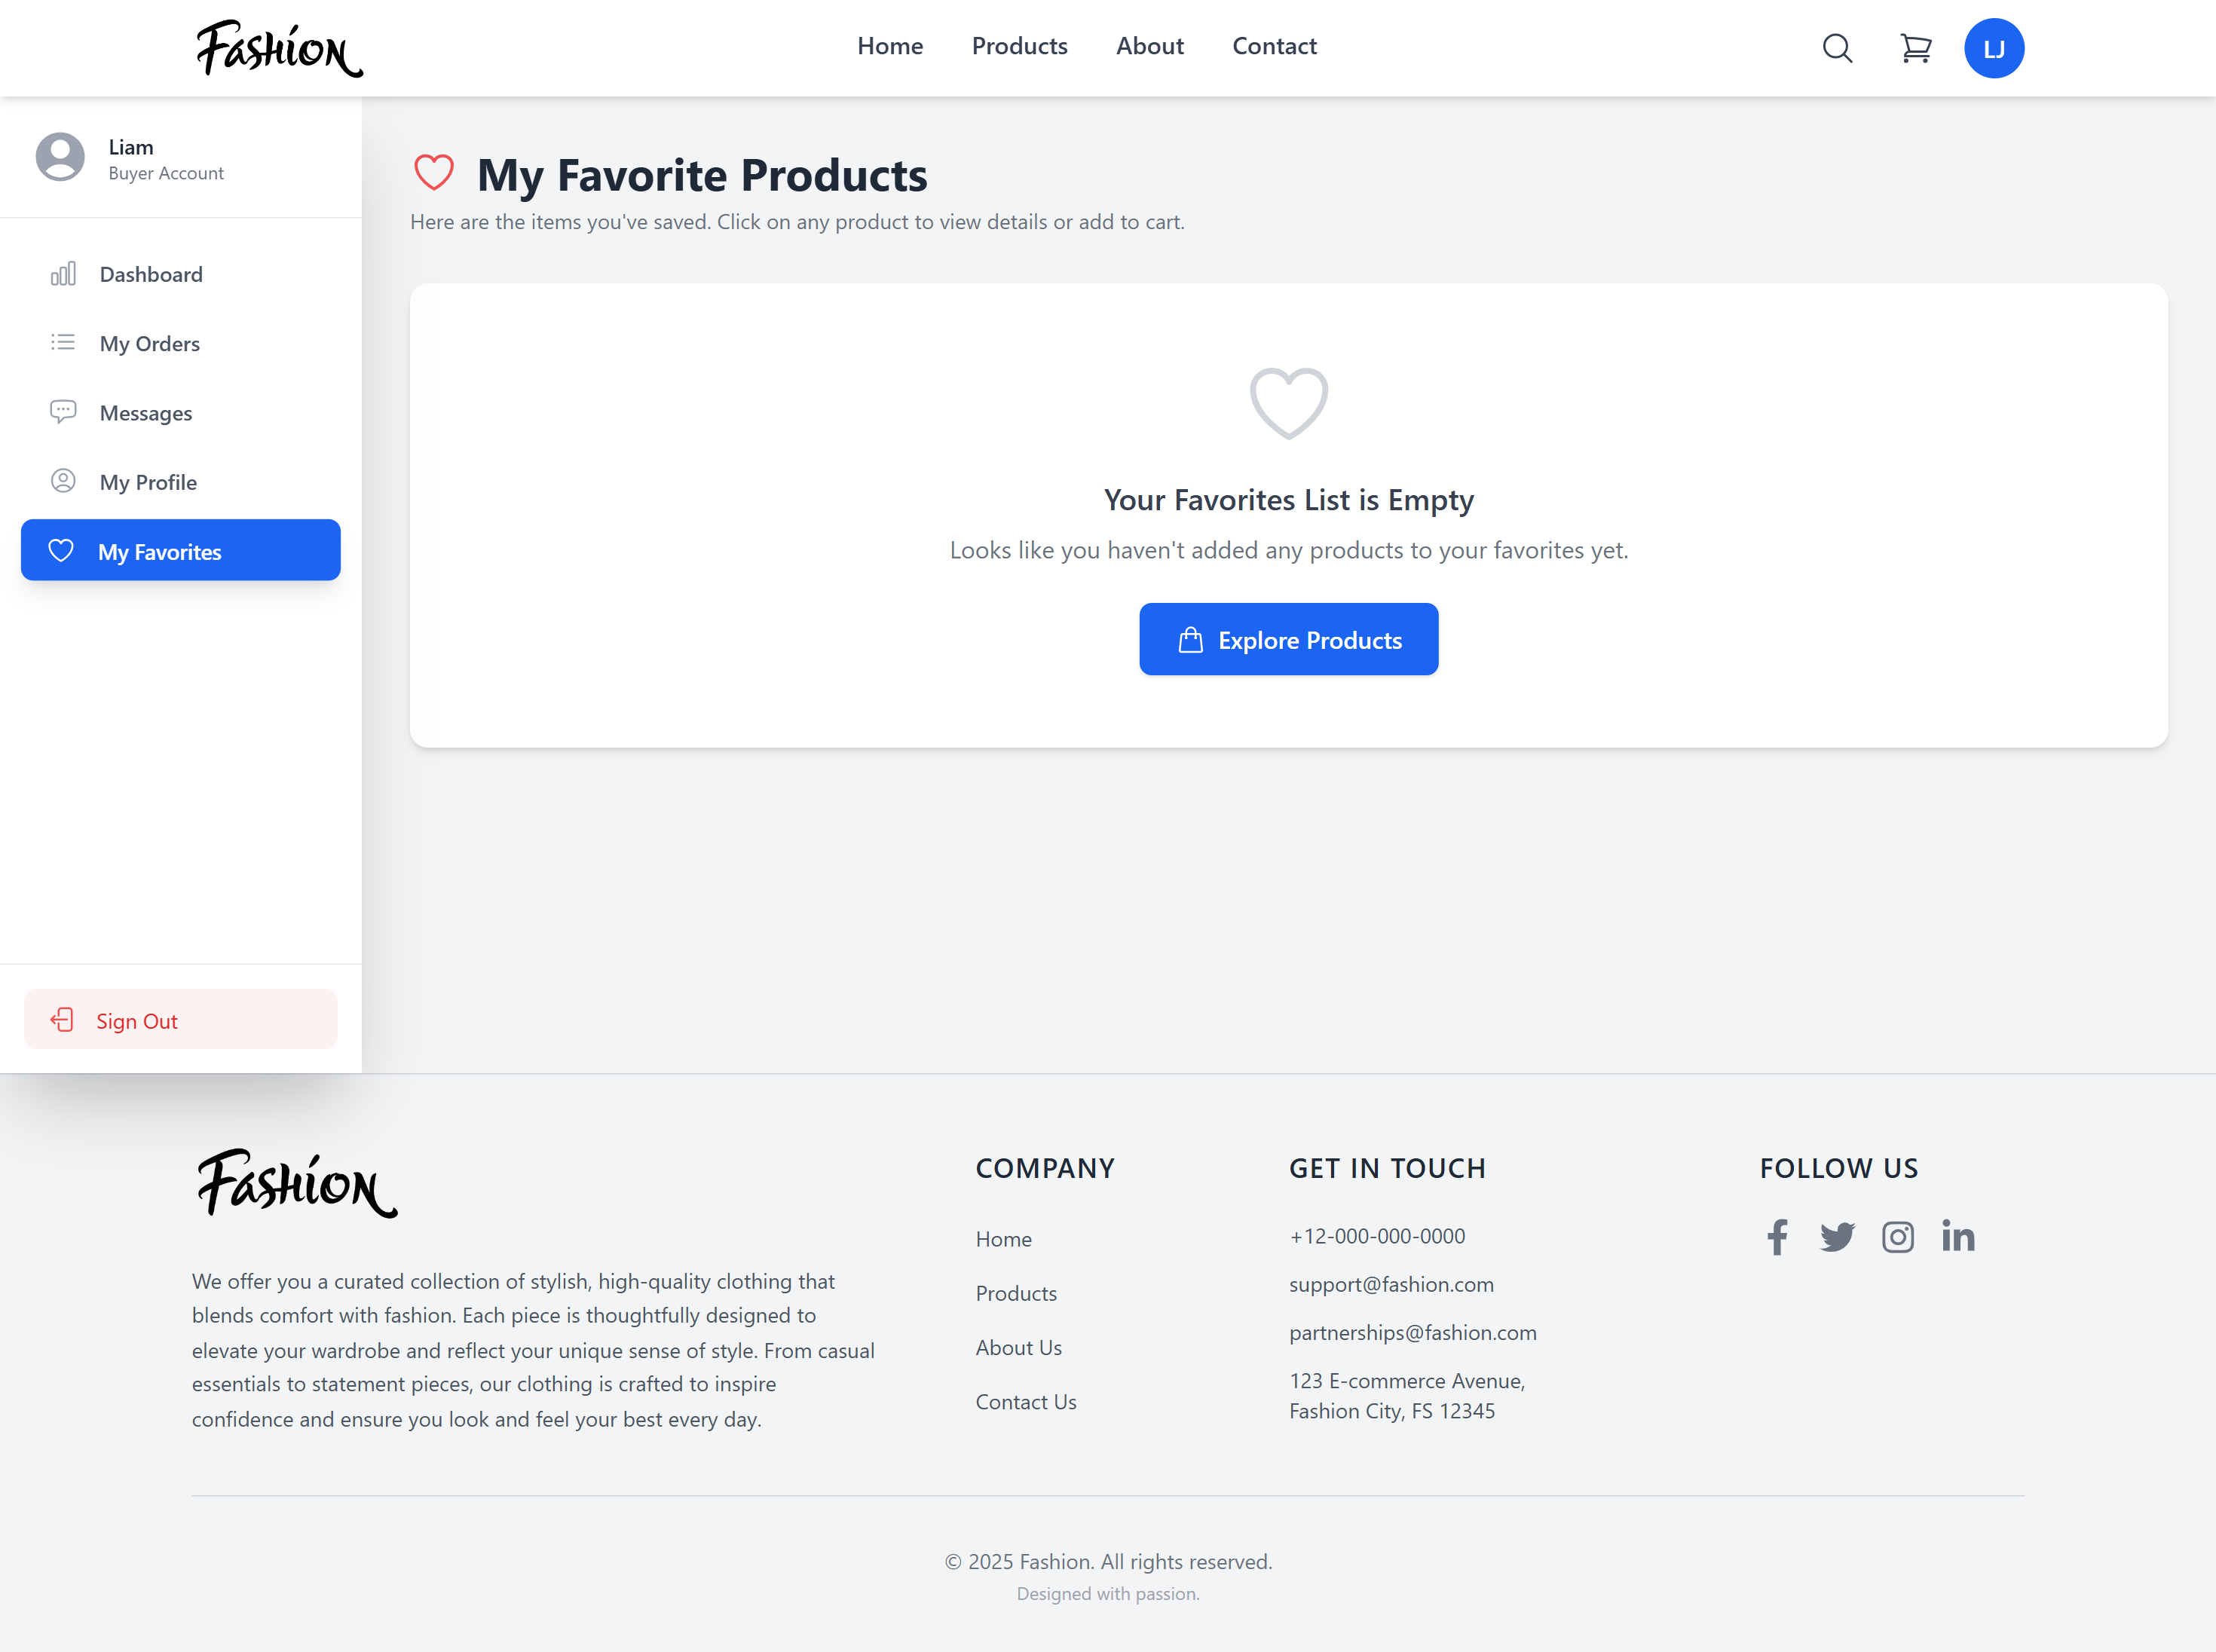 Fashion
Home
Products
About
Contact
LJ
Liam
Buyer Account
Dashboard
My Orders
Messages
My Profile
My Favorites
Sign Out
My Favorite Products
Here are the items you've saved. Click on any product to view details or add to cart.
Your Favorites List is Empty
Looks like you haven't added any products to your favorites yet.
Explore Products
Fashion
We offer you a curated collection of stylish, high-quality clothing that
blends comfort with fashion. Each piece is thoughtfully designed to
elevate your wardrobe and reflect your unique sense of style. From casual
essentials to statement pieces, our clothing is crafted to inspire
confidence and ensure you look and feel your best every day.
COMPANY
Home
Products
About Us
Contact Us
GET IN TOUCH
+12-000-000-0000
support@fashion.com
partnerships@fashion.com
123 E-commerce Avenue,
Fashion City, FS 12345
FOLLOW US
© 2025 Fashion. All rights reserved.
Designed with passion.